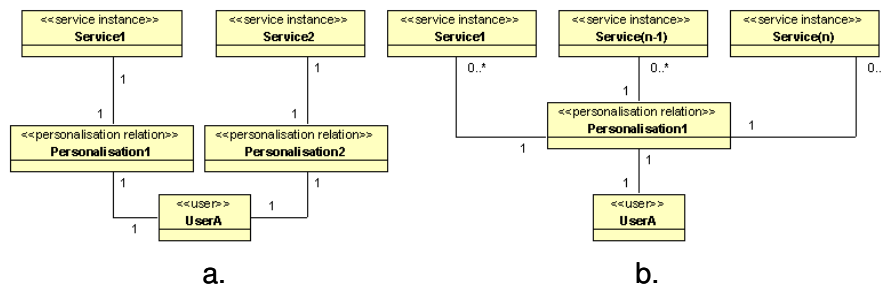 <<service instance>>
Service1
<<service instance>>
Service2
<<service instance>>
Service1
<<service instance>>
Service(n-1)
<<service instance>>
Service(n)
1
1
0..*
0..*
0..
1
1
1
<<personalisation relation>>
Personalisation1
<<personalisation relation>>
Personalisation2
<<personalisation relation>>
Personalisation1
1
1
1
1
1
1
1
1
<<user>>
UserA
<<user>>
UserA
a.
b.